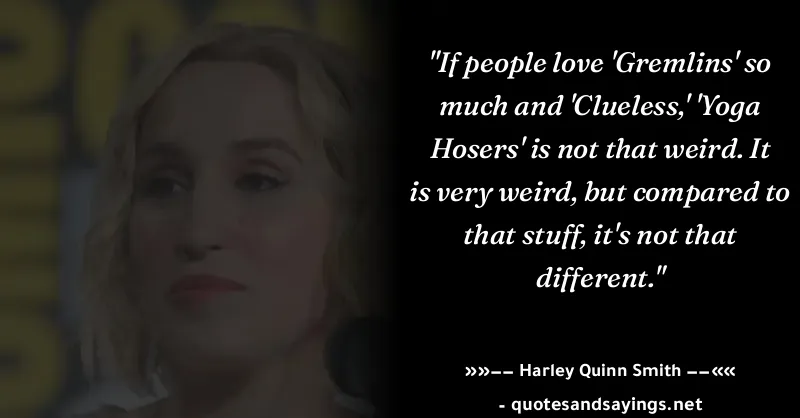 "If people love 'Gremlins' so
much and 'Clueless,' 'Yoga
Hosers' is not that weird. It
is very weird, but compared to
that stuff, it's not that
different."
»»−− Harley Quinn Smith −−««
- quotesandsayings.net